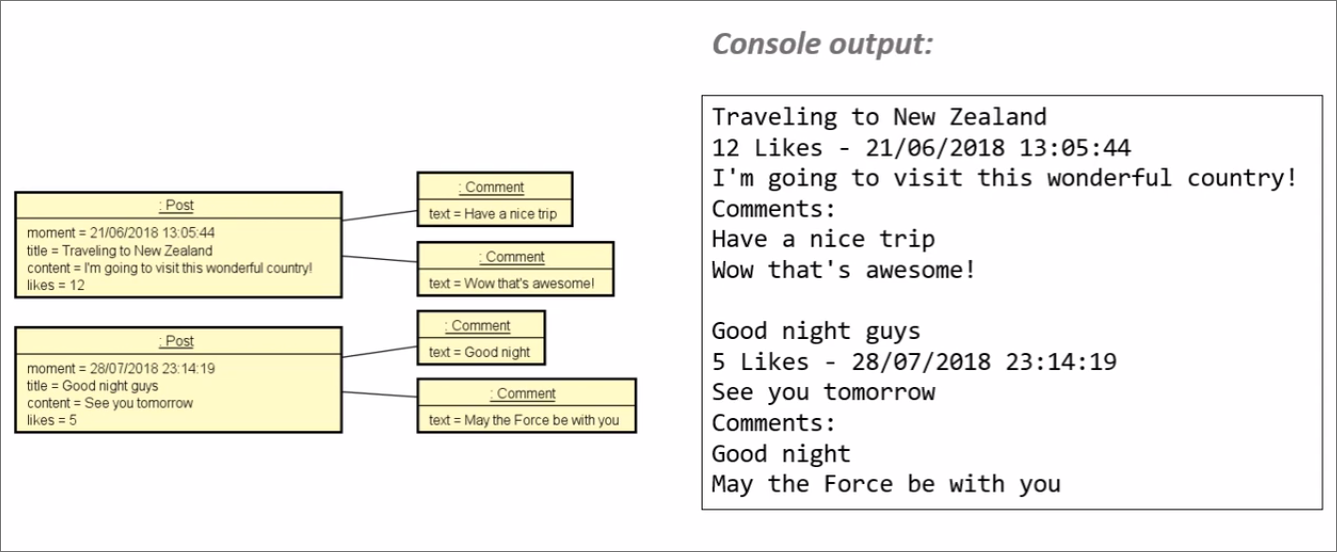 : Post
moment = 21/06/2018 13:05:44
title = Traveling to New Zealand
content = I'm going to visit this wonderful country!
likes = 12
: Comment
text = Have a nice trip
: Comment
text = Wow that's awesome!
: Post
moment = 28/07/2018 23:14:19
title = Good night guys
content = See you tomorrow
likes = 5
: Comment
text = Good night
: Comment
text = May the Force be with you
Console output:
Traveling to New Zealand
12 Likes - 21/06/2018 13:05:44
I'm going to visit this wonderful country!
Comments:
Have a nice trip
Wow that's awesome!
Good night guys
5 Likes - 28/07/2018 23:14:19
See you tomorrow
Comments:
Good night
May the Force be with you